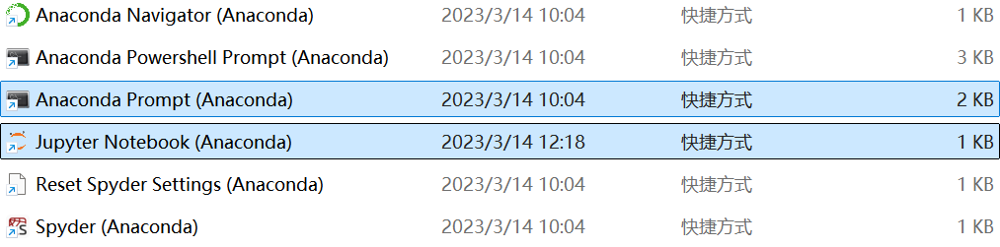 Anaconda Navigator (Anaconda) 2023/3/14 10:04 快捷方式 1 KB
Anaconda Powershell Prompt (Anaconda) 2023/3/14 10:04 快捷方式 3 KB
Anaconda Prompt (Anaconda) 2023/3/14 10:04 快捷方式 2 KB
Jupyter Notebook (Anaconda) 2023/3/14 12:18 快捷方式 1 KB
Reset Spyder Settings (Anaconda) 2023/3/14 10:04 快捷方式 1 KB
Spyder (Anaconda) 2023/3/14 10:04 快捷方式 1 KB